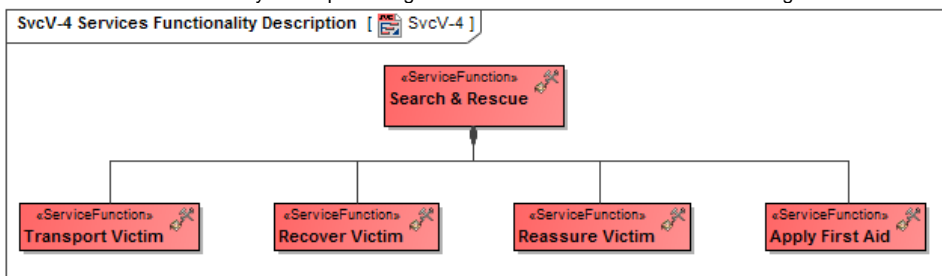 SvcV-4 Services Functionality Description [ SvcV-4 ]
«ServiceFunction»
Search & Rescue
«ServiceFunction»
Transport Victim
«ServiceFunction»
Recover Victim
«ServiceFunction»
Reassure Victim
«ServiceFunction»
Apply First Aid